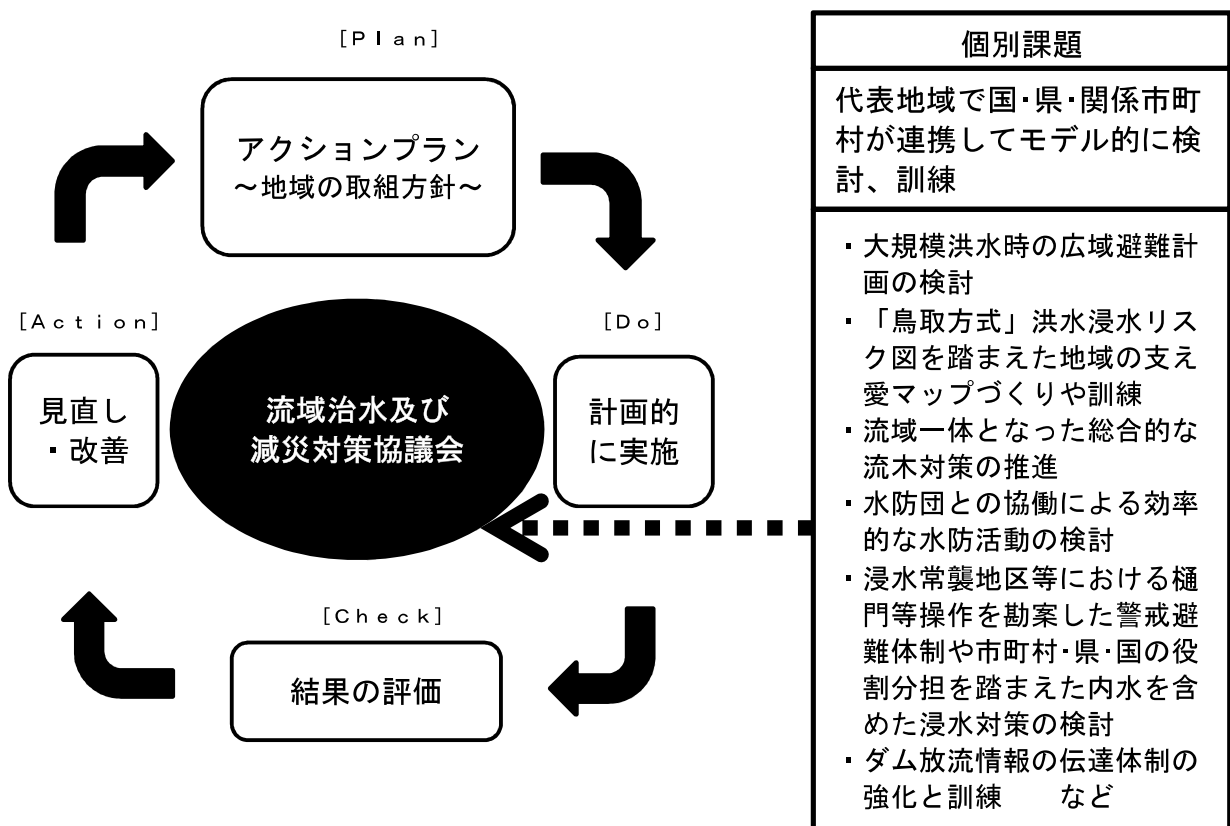 [Plan]
アクションプラン
～地域の取組方針～
[Action]
見直し
・改善
流域治水及び
減災対策協議会
[Do]
計画的
に実施
[Check]
結果の評価
個別課題
代表地域で国・県・関係市町
村が連携してモデル的に検
討、訓練
・大規模洪水時の広域避難計
画の検討
・「鳥取方式」洪水浸水リス
ク図を踏まえた地域の支え
愛マップづくりや訓練
・流域一体となった総合的な
流木対策の推進
・水防団との協働による効率
的な水防活動の検討
・浸水常襲地区等における樋
門等操作を勘案した警戒避
難体制や市町村・県・国の役
割分担を踏まえた内水を含
めた浸水対策の検討
・ダム放流情報の伝達体制の
強化と訓練　　など